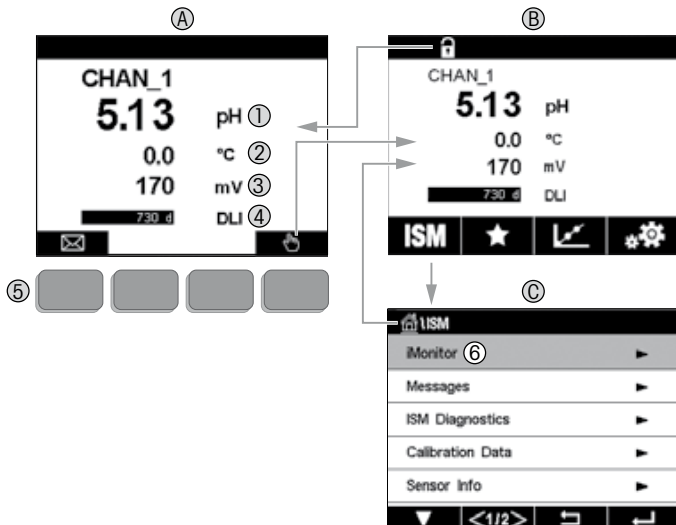 A
CHAN_1
5.13 pH 1
0.0 °C 2
170 mV 3
730 d DLI 4
5
B
CHAN_1
5.13 pH
0.0 °C
170 mV
730 d DLI
ISM
C
\ISM
iMonitor 6
Messages
ISM Diagnostics
Calibration Data
Sensor Info
<1/2>